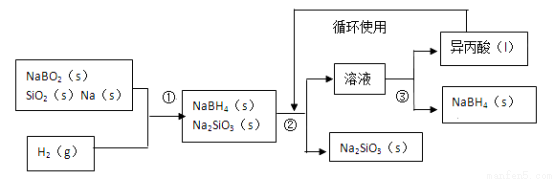 循环使用
NaBO₂（s）
SiO₂（s）Na（s）
H₂（g）
①
NaBH₄（s）
Na₂SiO₃（s）
②
溶液
③
异丙酸（l）
NaBH₄（s）
Na₂SiO₃（s）